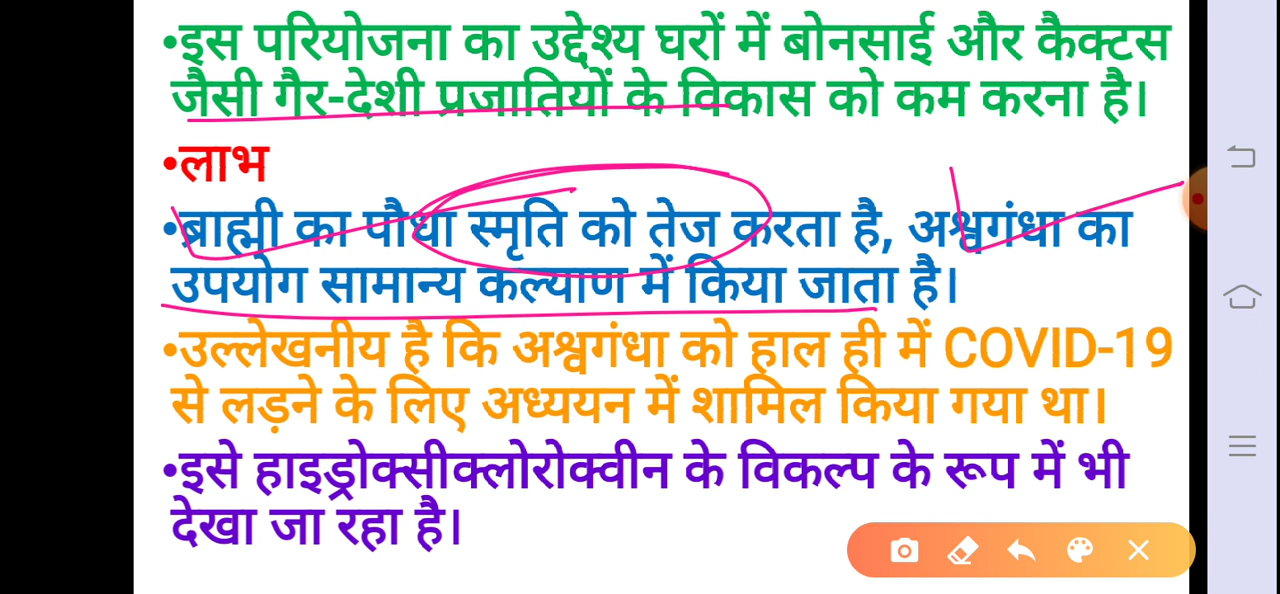 •इस परियोजना का उद्देश्य घरों में बोनसाई और कैक्टस
जैसी गैर-देशी प्रजातियों के विकास को कम करना है।
•लाभ
•ब्राह्मी का पौधा स्मृति को तेज करता है, अश्वगंधा का
उपयोग सामान्य कल्याण में किया जाता है।
•उल्लेखनीय है कि अश्वगंधा को हाल ही में COVID-19
से लड़ने के लिए अध्ययन में शामिल किया गया था।
•इसे हाइड्रोक्सीक्लोरोक्वीन के विकल्प के रूप में भी
देखा जा रहा है।